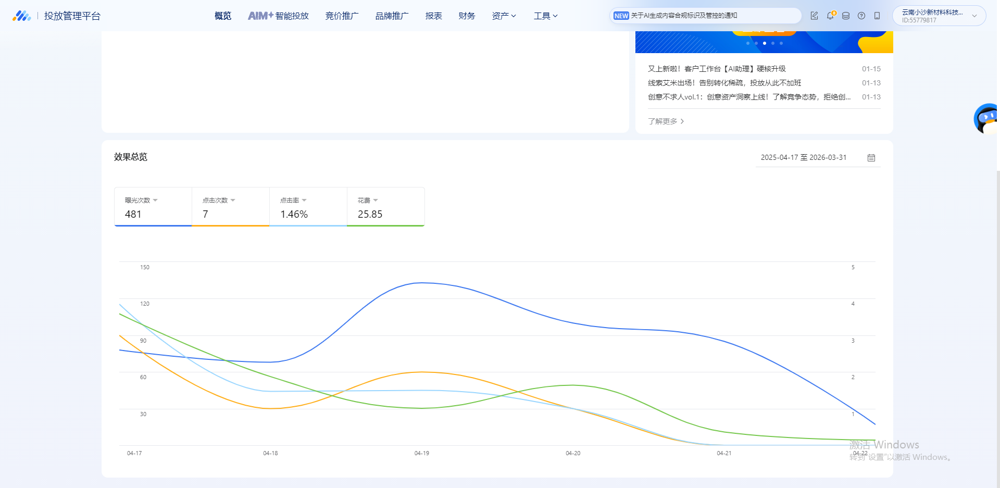 投放管理平台
概览 AIM+智能投放 竞价推广 品牌推广 报表 财务 资产 工具
NEW 关于AI生成内容合规标识及管控的通知
8
云南小沙新材料科技...
ID:55779817
又上新啦！客户工作台【AI助理】硬核升级 01-15
线索艾米出场！告别转化稀疏，投放从此不加班 01-13
创意不求人vol.1：创意资产洞察上线！了解竞争态势，拒绝创... 01-13
了解更多
效果总览
2025-04-17 至 2026-03-31
曝光次数 点击次数 点击率 花费
481 7 1.46% 25.85
150 5
120 4
90 3
60 2
30 1
04-17 04-18 04-19 04-20 04-21 04-22
激活 Windows
转到"设置"以激活 Windows。